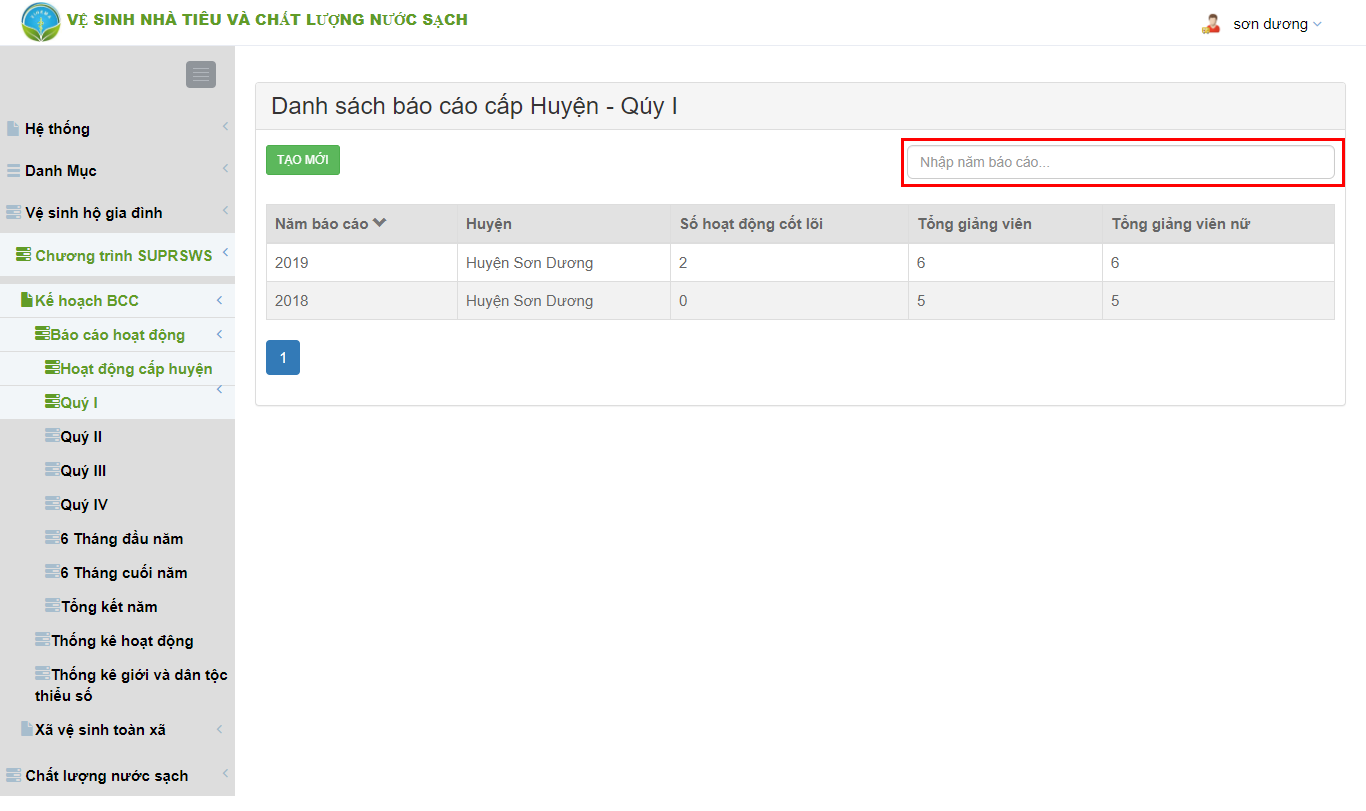 VỆ SINH NHÀ TIÊU VÀ CHẤT LƯỢNG NƯỚC SẠCH
sơn dương
Hệ thống
Danh Mục
Vệ sinh hộ gia đình
Chương trình SUPRSWS
Kế hoạch BCC
Báo cáo hoạt động
Hoạt động cấp huyện
Quý I
Quý II
Quý III
Quý IV
6 Tháng đầu năm
6 Tháng cuối năm
Tổng kết năm
Thống kê hoạt động
Thống kê giới và dân tộc
thiểu số
Xã vệ sinh toàn xã
Chất lượng nước sạch
Danh sách báo cáo cấp Huyện - Qúy I
TẠO MỚI
Nhập năm báo cáo...
Năm báo cáo Huyện Số hoạt động cốt lõi Tổng giảng viên Tổng giảng viên nữ
2019 Huyện Sơn Dương 2 6 6
2018 Huyện Sơn Dương 0 5 5
1